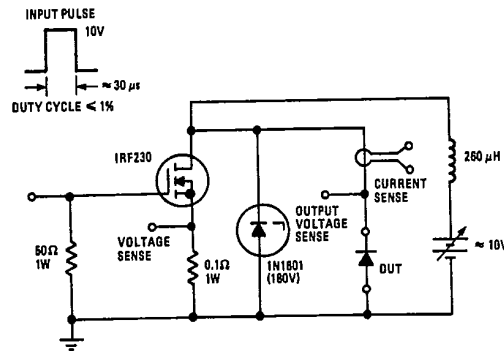 INPUT PULSE
10V
≈ 30 µs
DUTY CYCLE ≤ 1%
IRF230
260 µH
CURRENT
SENSE
OUTPUT
VOLTAGE
SENSE
VOLTAGE
SENSE
≈ 10V
50Ω
1W
0.1Ω
1W
1N1801
(180V)
DUT